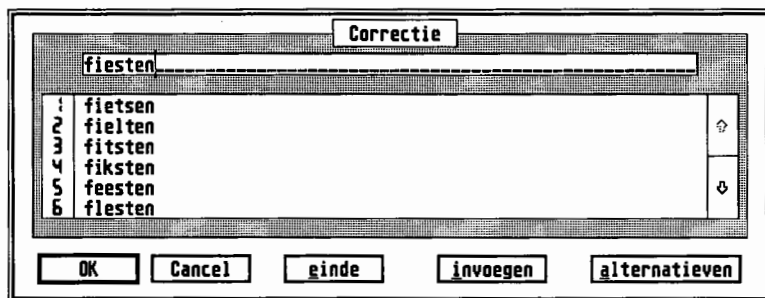 Correctie
fiesten
1 fietsen
2 fielten
3 fitsten
4 fiksten
5 feesten
6 flesten
OK Cancel einde invoegen alternatieven